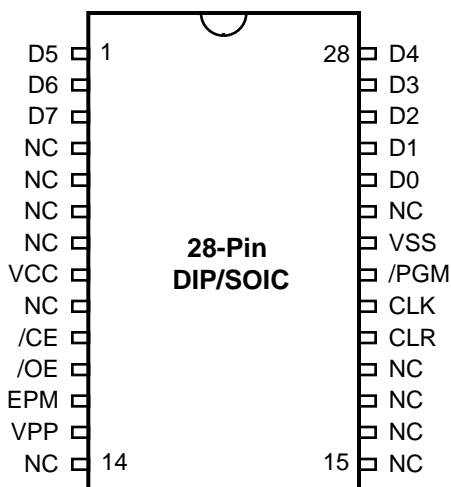 D5 1 28 D4
D6 D3
D7 D2
NC D1
NC D0
NC NC
NC VSS
28-Pin
DIP/SOIC
VCC /PGM
NC CLK
/CE CLR
/OE NC
EPM NC
VPP NC
NC 14 15 NC